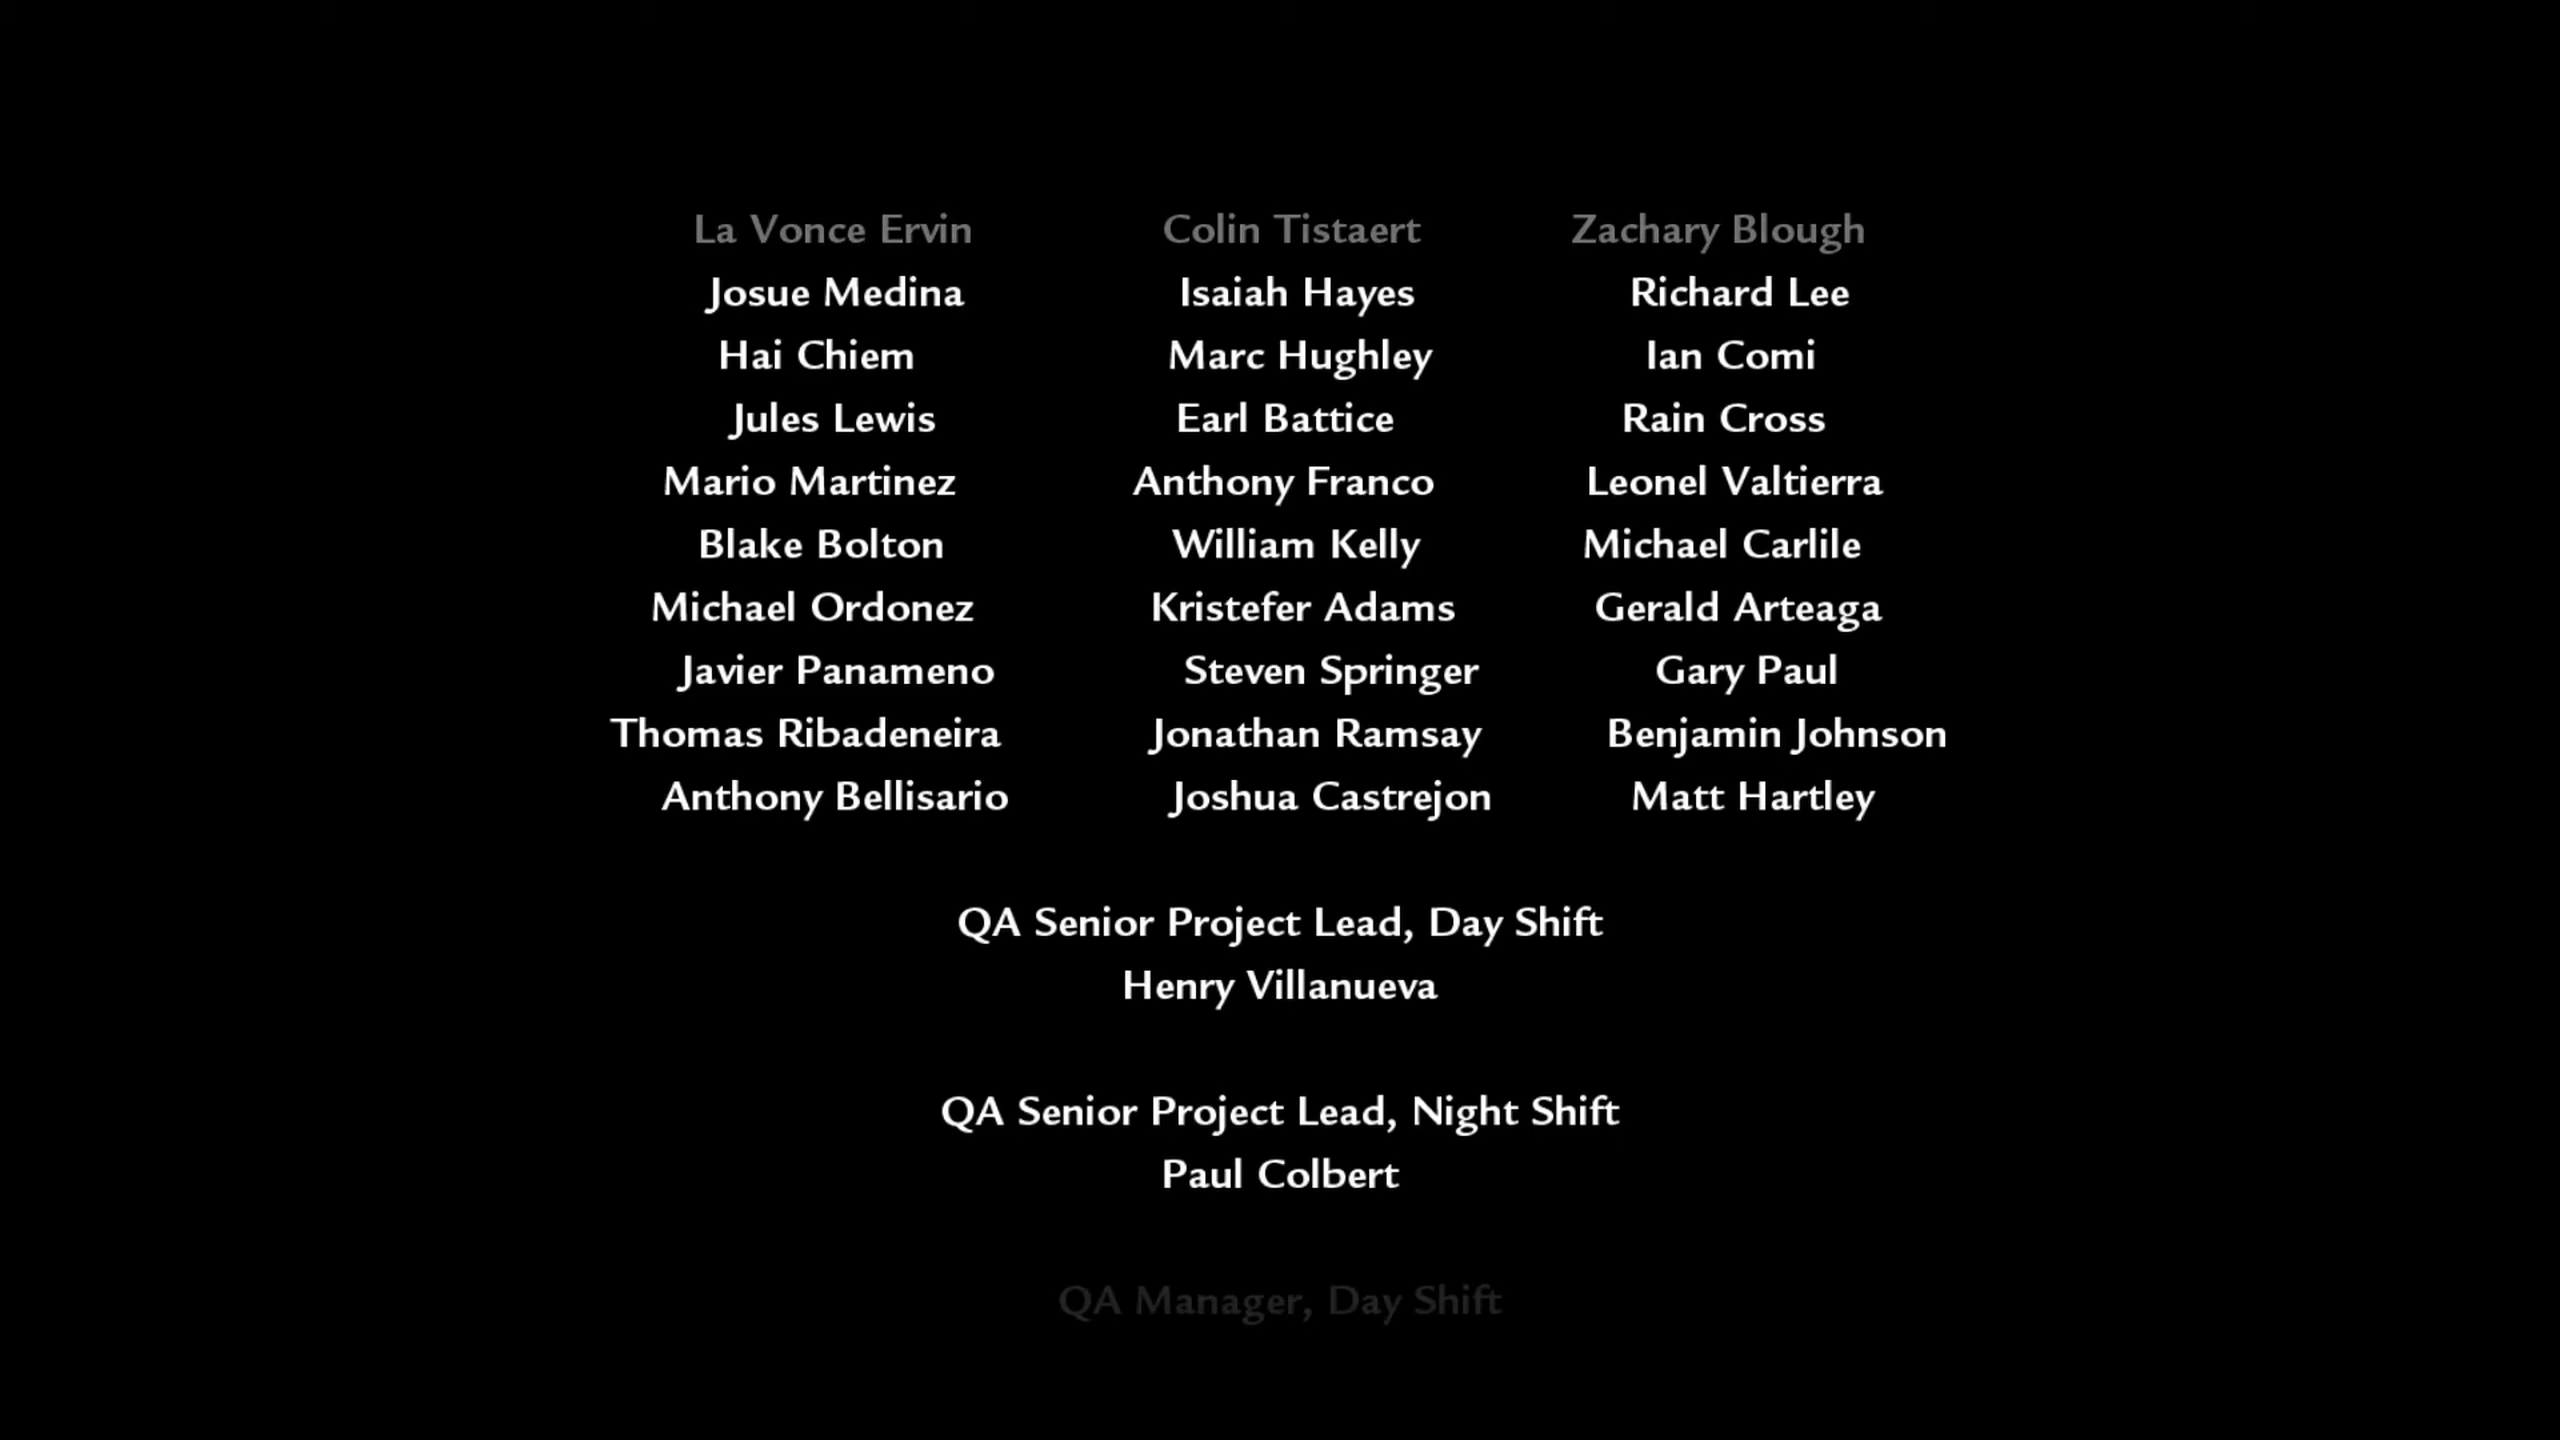 La Vonce Ervin Colin Tistaert Zachary Blough
Josue Medina Isaiah Hayes Richard Lee
Hai Chiem Marc Hughley Ian Comi
Jules Lewis Earl Battice Rain Cross
Mario Martinez Anthony Franco Leonel Valtierra
Blake Bolton William Kelly Michael Carlile
Michael Ordonez Kristefer Adams Gerald Arteaga
Javier Panameno Steven Springer Gary Paul
Thomas Ribadeneira Jonathan Ramsay Benjamin Johnson
Anthony Bellisario Joshua Castrejon Matt Hartley
QA Senior Project Lead, Day Shift
Henry Villanueva
QA Senior Project Lead, Night Shift
Paul Colbert
QA Manager, Day Shift